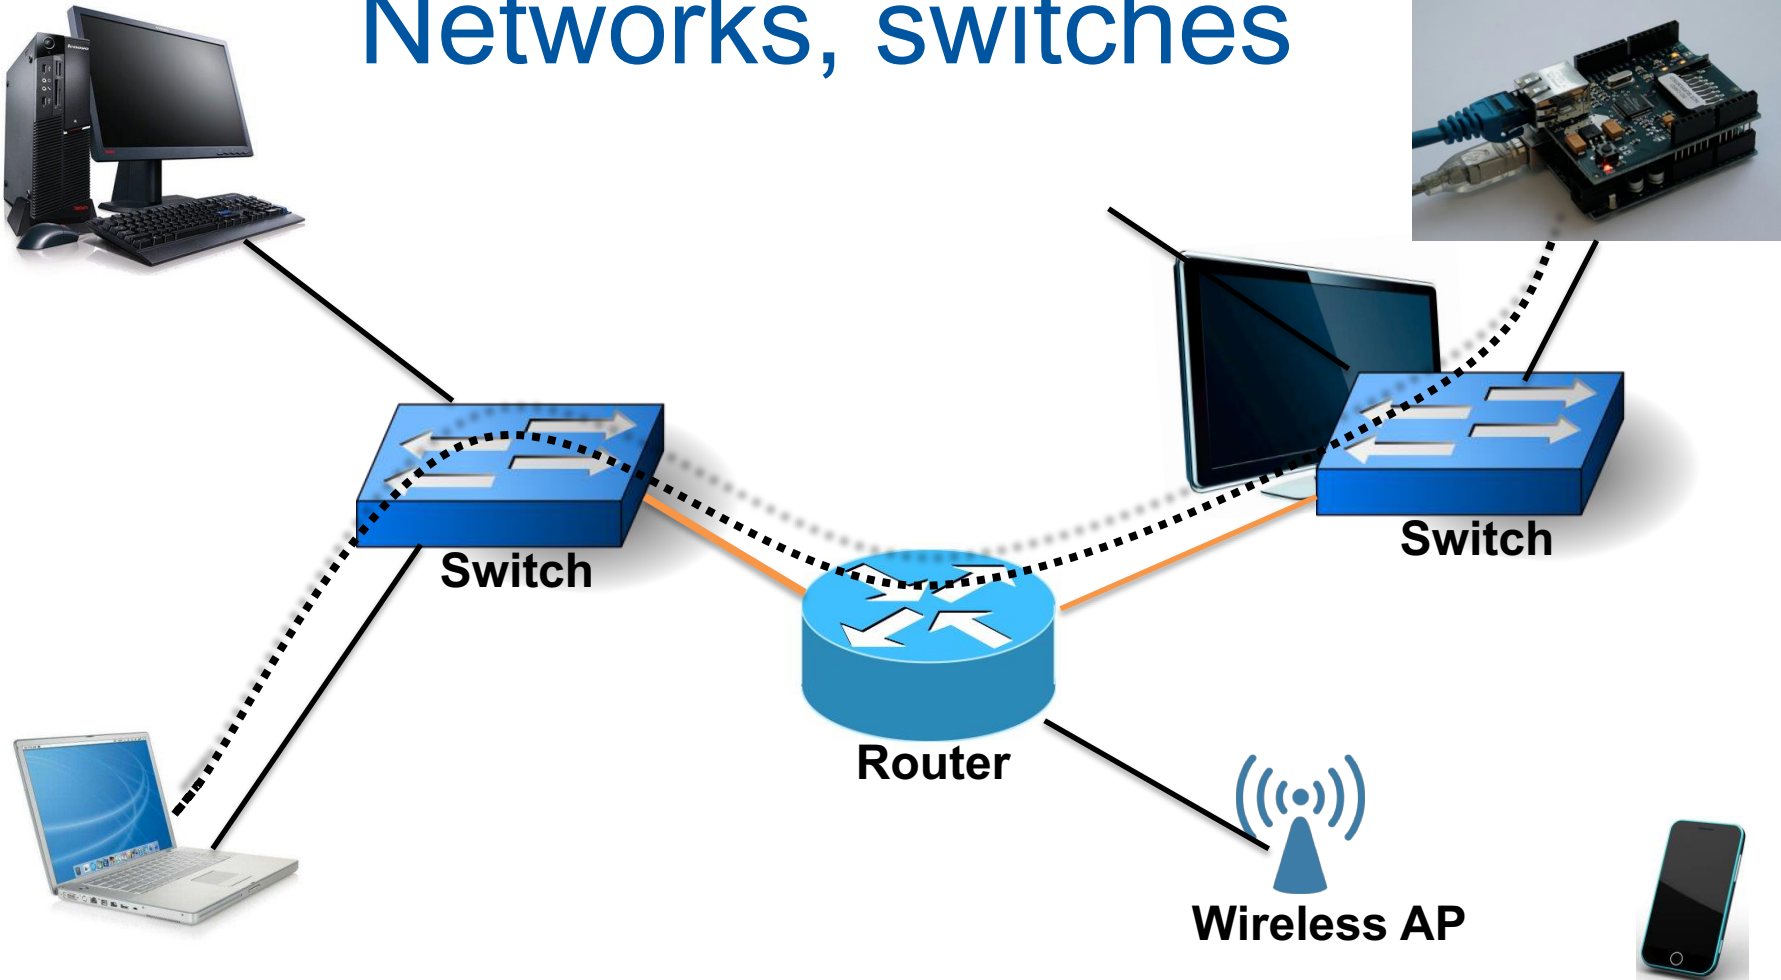 Networks, switches
Switch
Switch
Router
Wireless AP